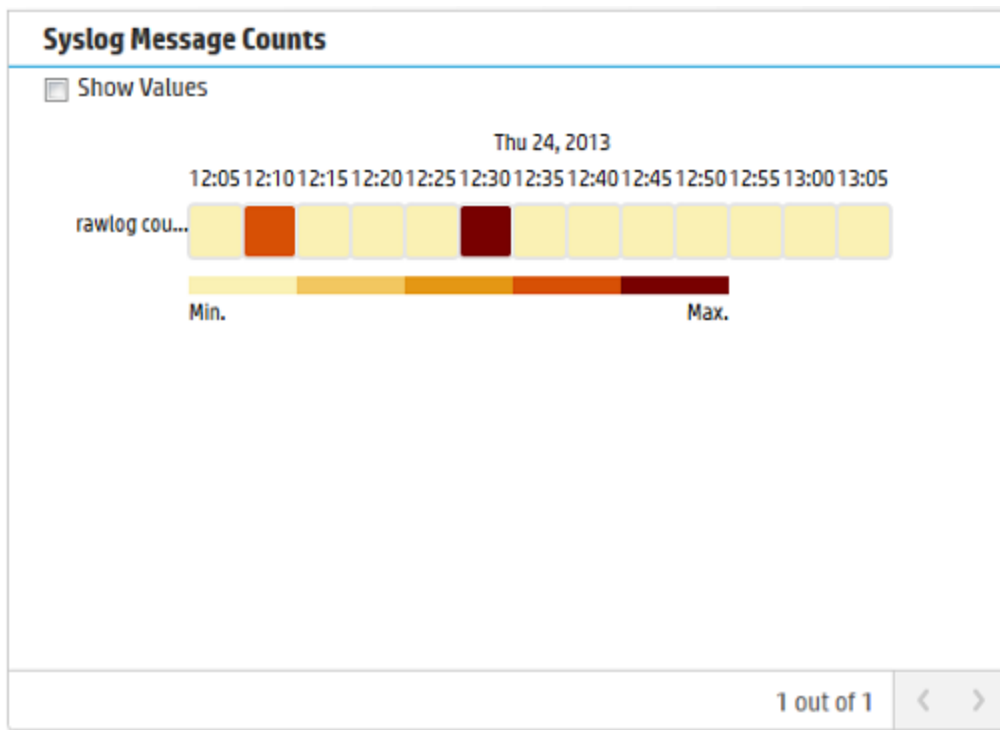 Syslog Message Counts
Show Values
Thu 24, 2013
12:05 12:10 12:15 12:20 12:25 12:30 12:35 12:40 12:45 12:50 12:55 13:00 13:05
rawlog cou...
Min. Max.
1 out of 1